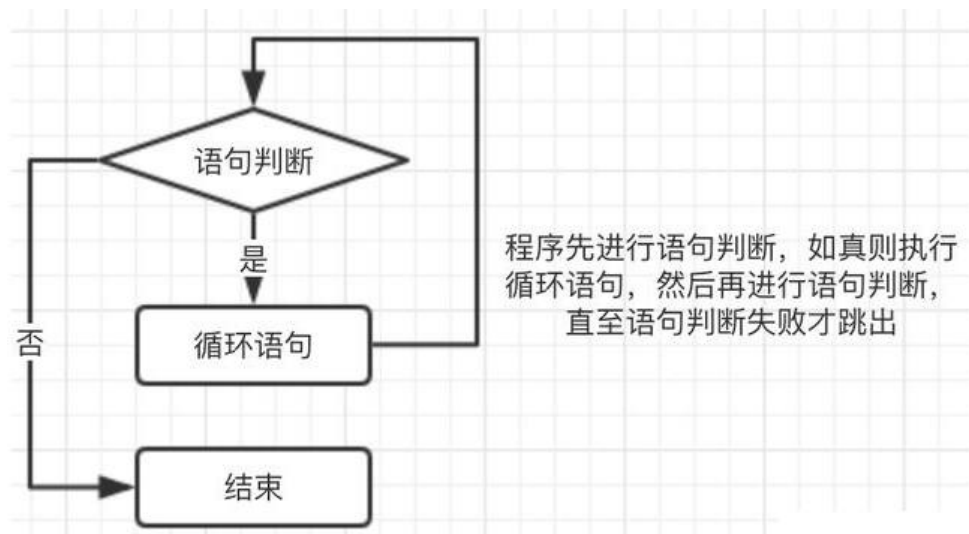 语句判断
是
程序先进行语句判断，如真则执行
循环语句，然后再进行语句判断，
直至语句判断失败才跳出
否
循环语句
结束